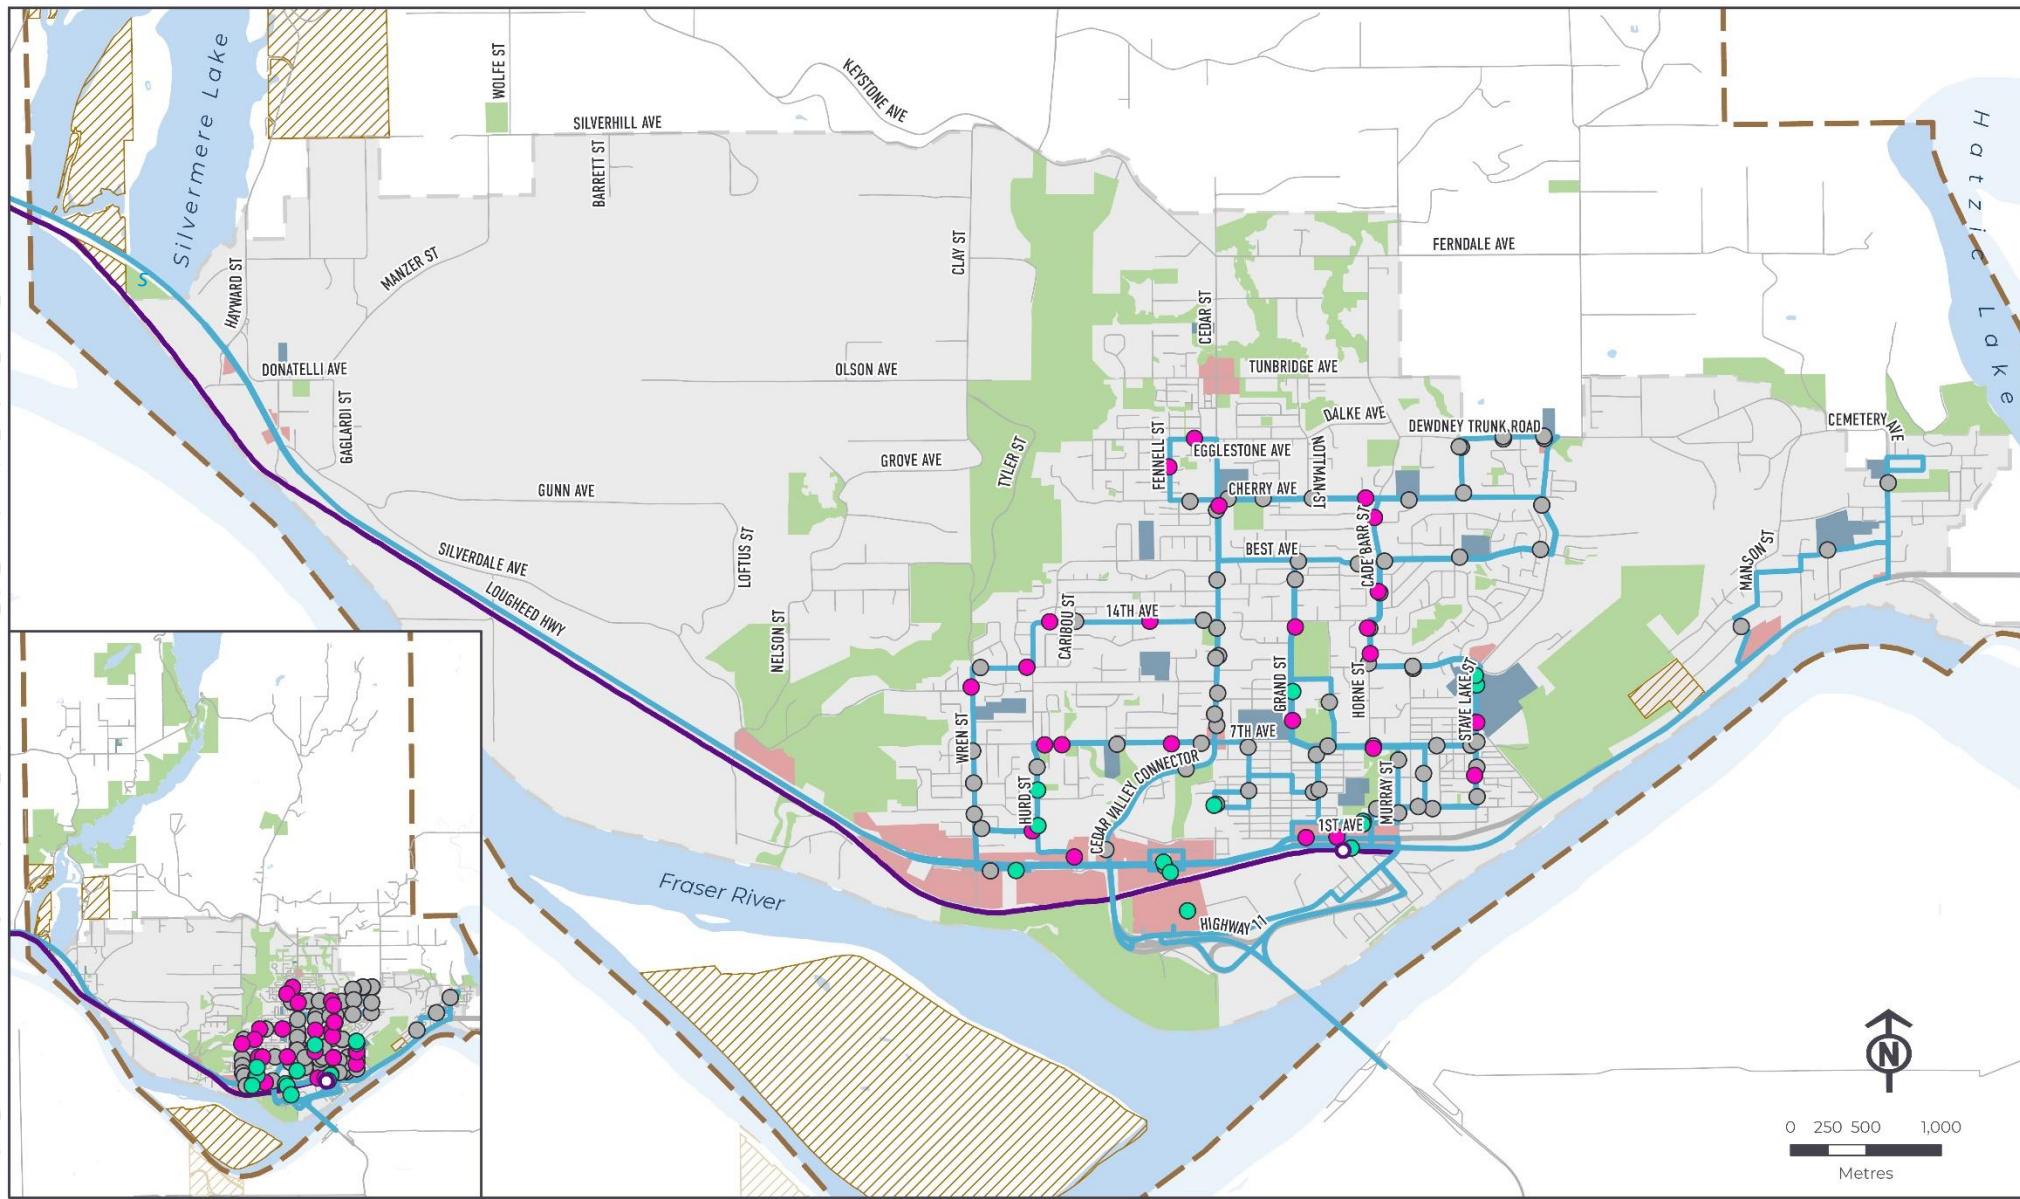 Silvermere Lake
WOLFE ST
KEYSTONE AVE
SILVERHILL AVE
BARRETT ST
Hatzic Lake
CLAY ST
FERNDALE AVE
MANZER ST
HAYWARD ST
S
CEDAR ST
DONATELLI AVE
OLSON AVE
TUNBRIDGE AVE
GAGLARDI ST
DALKE AVE
DEWDNEY TRUNK ROAD
CEMETERY AVE
FENNELL ST
EGGLESTONE AVE
NOTTMAN ST
GROVE AVE
TYLER ST
GUNN AVE
CHERRY AVE
CADE BARR ST
SILVERDALE AVE
LOFTUS ST
BEST AVE
MANSON ST
LOUGHEED HWY
NELSON ST
CARIBOU ST
14TH AVE
GRAND ST
HORNE ST
STAVE LAKE ST
WREN ST
7TH AVE
CEDAR VALLEY CONNECTOR
HURD ST
MURRAY ST
1ST AVE
Fraser River
HIGHWAY 11
N
0 250 500 1,000
Metres